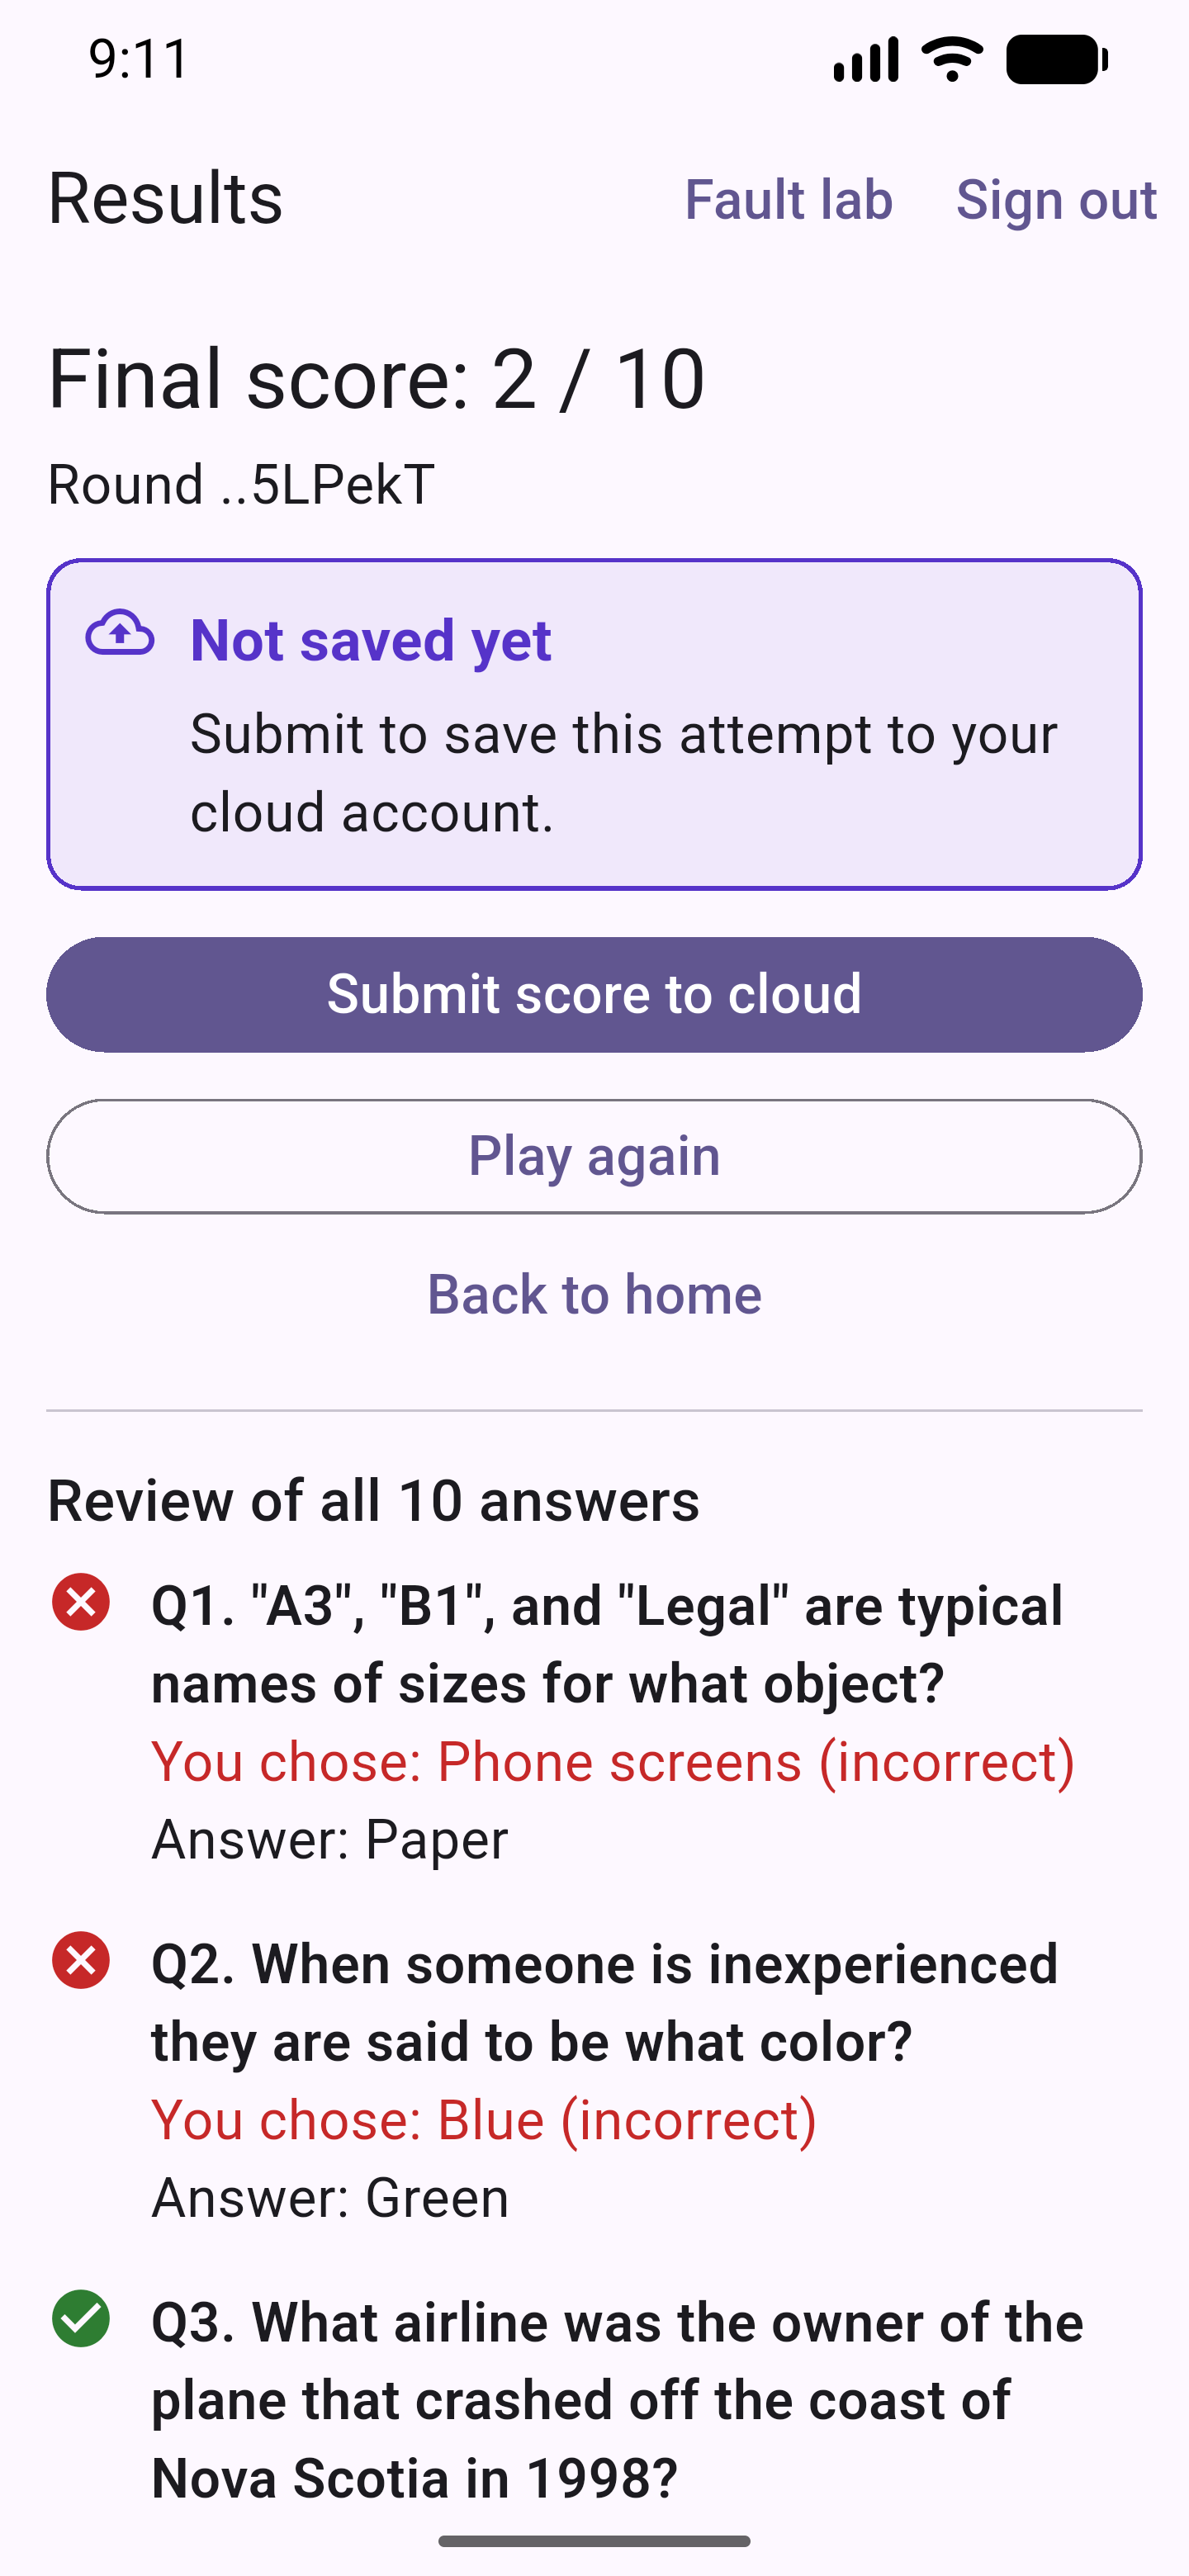 9:11
Results
Fault lab
Sign out
Final score: 2 / 10
Round ..5LPekT
Not saved yet
Submit to save this attempt to your
cloud account.
Submit score to cloud
Play again
Back to home
Review of all 10 answers
Q1. "A3", "B1", and "Legal" are typical
names of sizes for what object?
You chose: Phone screens (incorrect)
Answer: Paper
Q2. When someone is inexperienced
they are said to be what color?
You chose: Blue (incorrect)
Answer: Green
Q3. What airline was the owner of the
plane that crashed off the coast of
Nova Scotia in 1998?